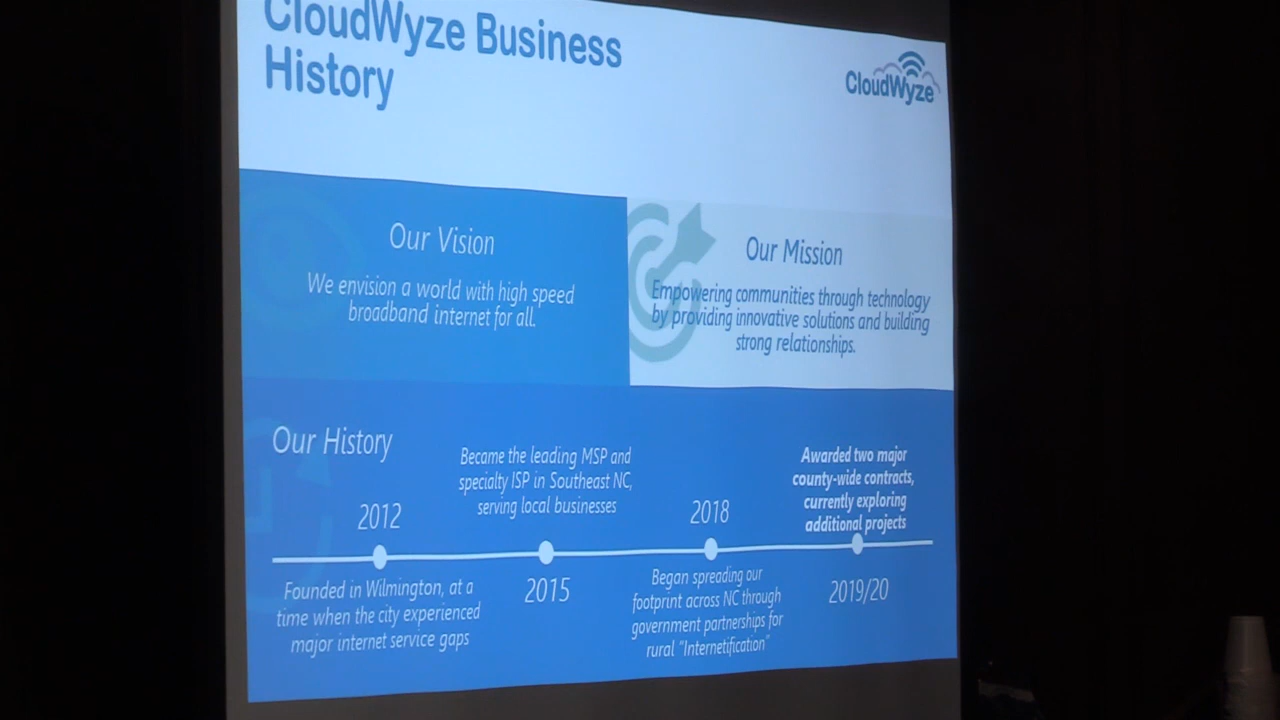 CloudWyze Business
History
CloudWyze
Our Vision
We envision a world with high speed
broadband internet for all.
Our Mission
Empowering communities through technology
by providing innovative solutions and building
strong relationships.
Our History
2012
Founded in Wilmington, at a
time when the city experienced
major internet service gaps
Became the leading MSP and
specialty ISP in Southeast NC,
serving local businesses
2015
2018
Began spreading our
footprint across NC through
government partnerships for
rural “Internetification”
Awarded two major
county-wide contracts,
currently exploring
additional projects
2019/20